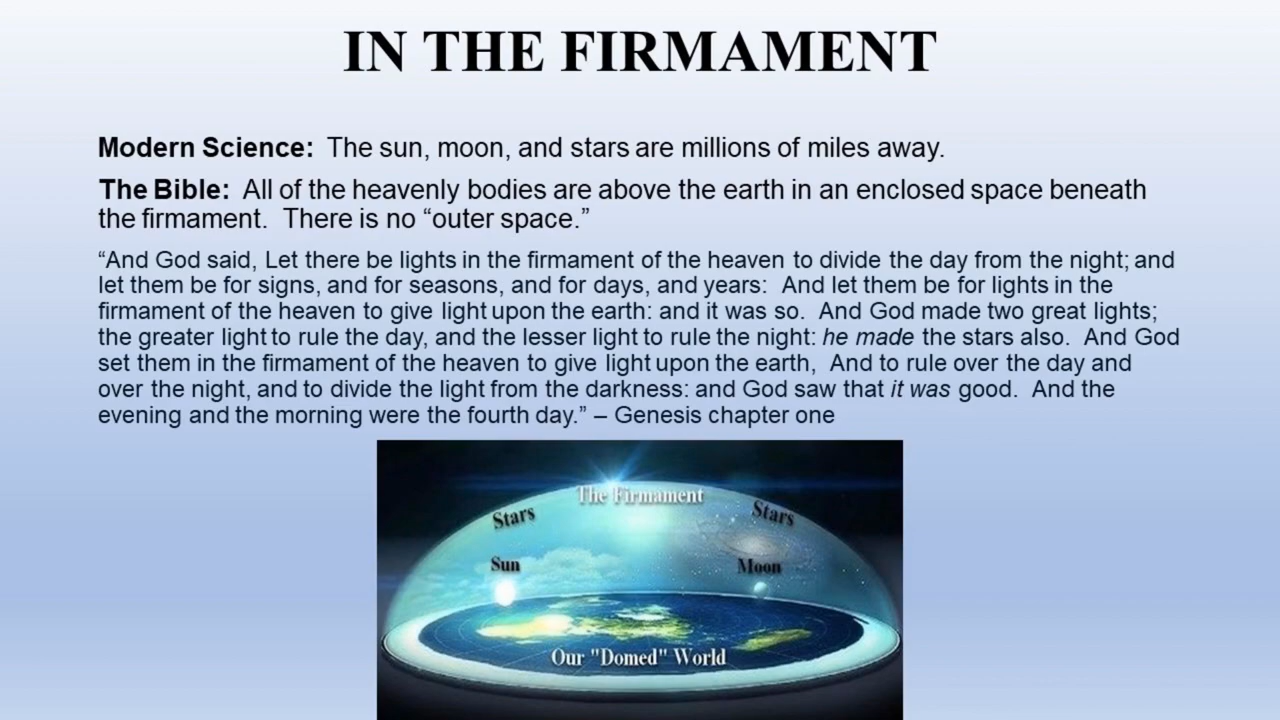 IN THE FIRMAMENT
Modern Science: The sun, moon, and stars are millions of miles away.
The Bible: All of the heavenly bodies are above the earth in an enclosed space beneath
the firmament. There is no “outer space.”
“And God said, Let there be lights in the firmament of the heaven to divide the day from the night; and
let them be for signs, and for seasons, and for days, and years: And let them be for lights in the
firmament of the heaven to give light upon the earth: and it was so. And God made two great lights;
the greater light to rule the day, and the lesser light to rule the night: he made the stars also. And God
set them in the firmament of the heaven to give light upon the earth, And to rule over the day and
over the night, and to divide the light from the darkness: and God saw that it was good. And the
evening and the morning were the fourth day.” – Genesis chapter one
The Firmament
Stars
Stars
Sun
Moon
Our "Domed" World